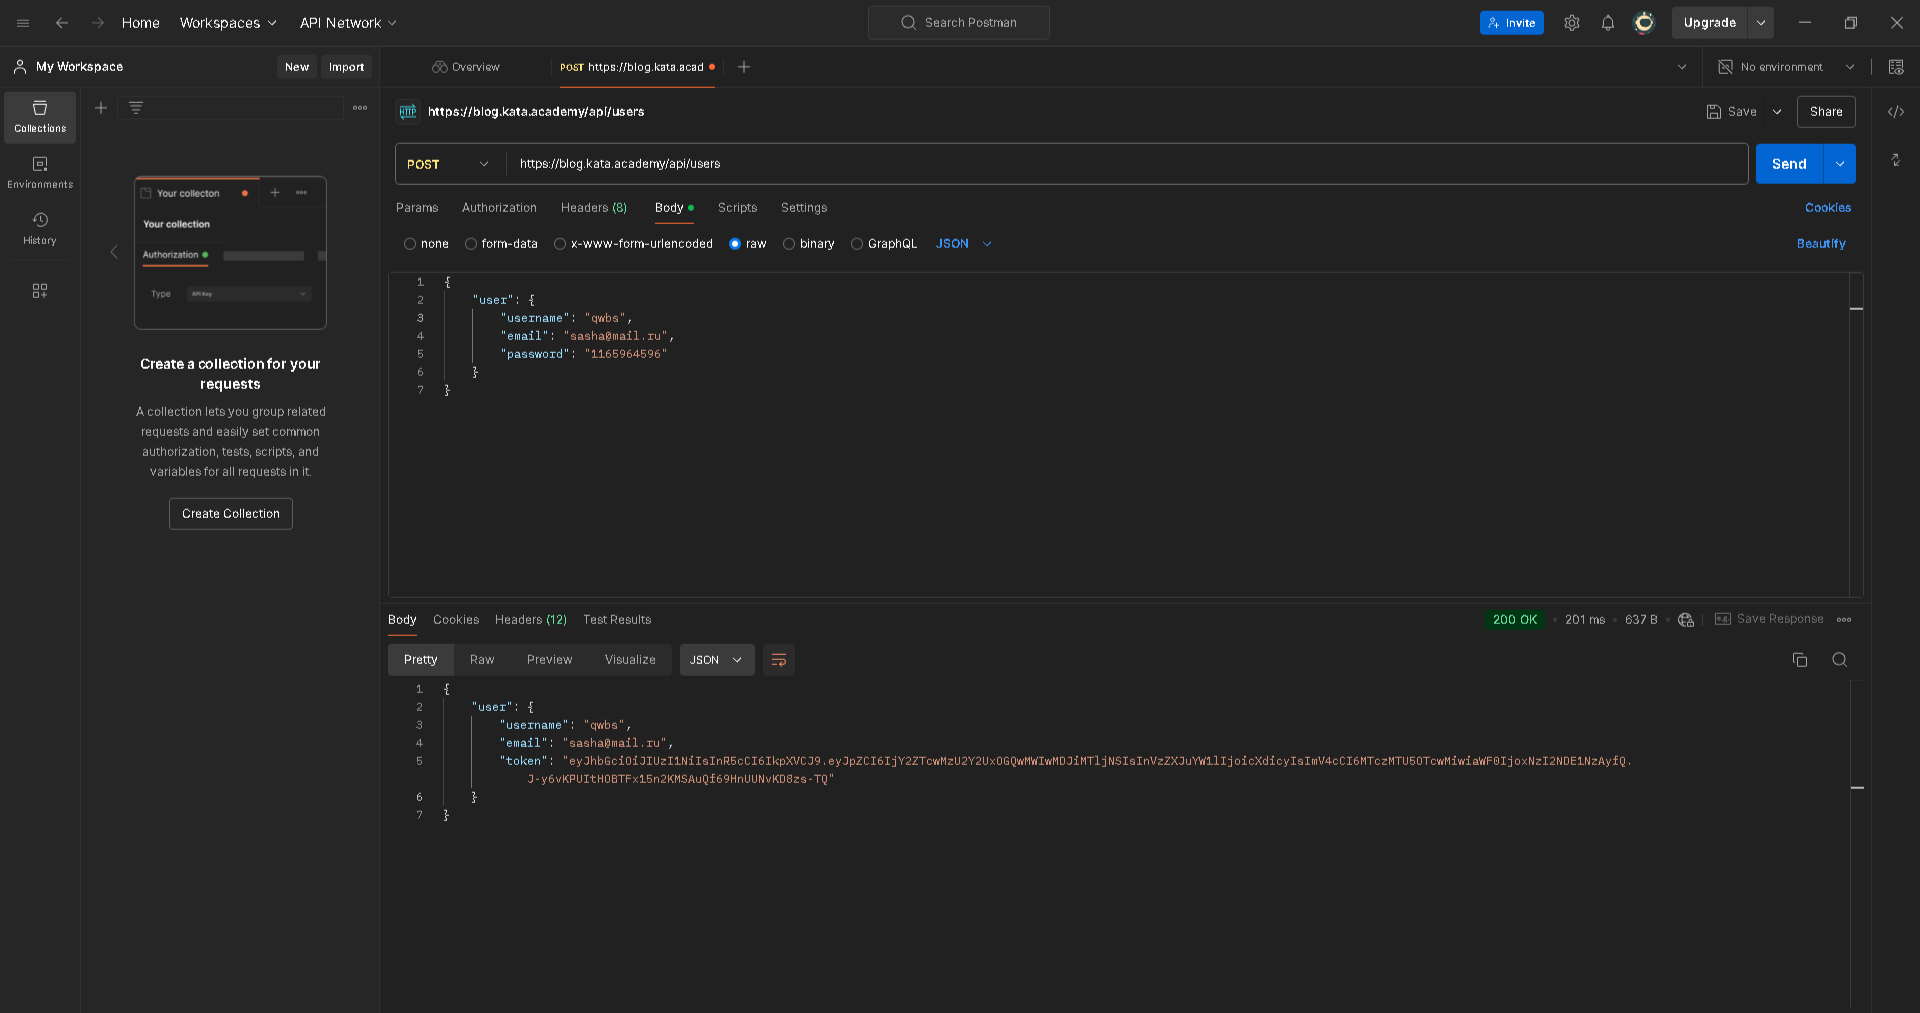 Home Workspaces API Network Search Postman Invite Upgrade
My Workspace New Import Overview POST https://blog.kata.acad No environment
Collections
Environments
History
Your collecton
Your collection
Authorization
Type API Key
Create a collection for your
requests
A collection lets you group related
requests and easily set common
authorization, tests, scripts, and
variables for all requests in it.
Create Collection
HTTP https://blog.kata.academy/api/users Save Share
POST https://blog.kata.academy/api/users Send
Params Authorization Headers (8) Body Scripts Settings Cookies
none form-data x-www-form-urlencoded raw binary GraphQL JSON Beautify
1 {
2 "user": {
3 "username": "qwbs",
4 "email": "sasha@mail.ru",
5 "password": "1165964596"
6 }
7 }
Body Cookies Headers (12) Test Results 200 OK 201 ms 637 B Save Response
Pretty Raw Preview Visualize JSON
1 {
2 "user": {
3 "username": "qwbs",
4 "email": "sasha@mail.ru",
5 "token": "eyJhbGciOiJIUzI1NiIsInR5cCI6IkpXVCJ9.eyJpZCI6IjY2ZTcwMzU2Y2UxOGQwMWIwMDJiMTljNSIsInVzZXJuYW1lIjoicXdicyIsImV4cCI6MTczMTU5OTcwMiwiaWF0IjoxNzI2NDE1NzAyfQ.
J-y6vKPUItHOBTFx15n2KMSAuQf69HnUUNvKD8zs-TQ"
6 }
7 }